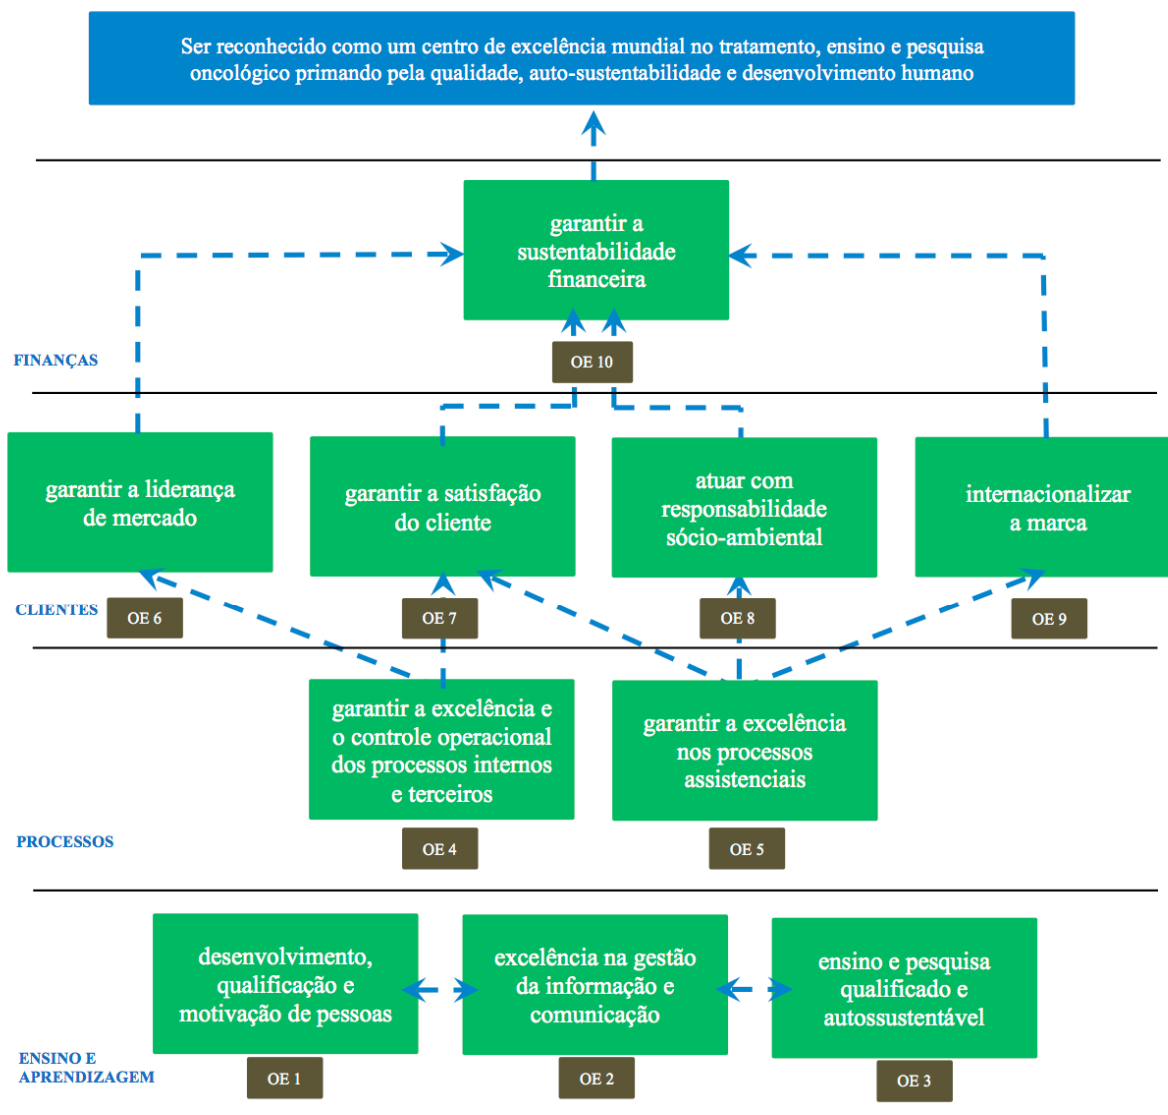 Ser reconhecido como um centro de excelência mundial no tratamento, ensino e pesquisa
oncológico primando pela qualidade, auto-sustentabilidade e desenvolvimento humano
garantir a
sustentabilidade
financeira
FINANÇAS
OE 10
garantir a liderança
de mercado
garantir a satisfação
do cliente
atuar com
responsabilidade
sócio-ambiental
internacionalizar
a marca
CLIENTES
OE 6
OE 7
OE 8
OE 9
garantir a excelência e
o controle operacional
dos processos internos
e terceiros
garantir a excelência
nos processos
assistenciais
PROCESSOS
OE 4
OE 5
desenvolvimento,
qualificação e
motivação de pessoas
excelência na gestão
da informação e
comunicação
ensino e pesquisa
qualificado e
autossustentável
ENSINO E
APRENDIZAGEM
OE 1
OE 2
OE 3